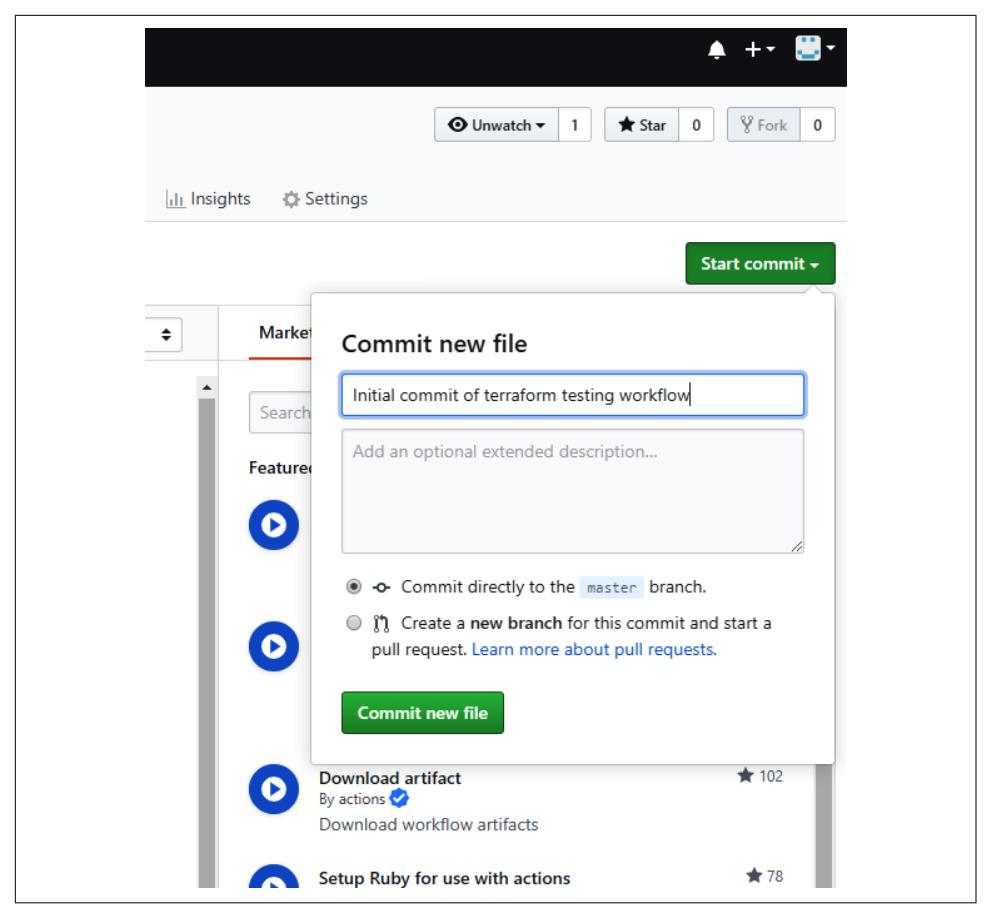 Unwatch 1 Star 0 Fork 0
Insights Settings
Start commit
Commit new file
Initial commit of terraform testing workflow
Add an optional extended description...
Commit directly to the master branch.
Create a new branch for this commit and start a
pull request. Learn more about pull requests.
Commit new file
Search
Download artifact 102
By actions
Download workflow artifacts
Setup Ruby for use with actions 78